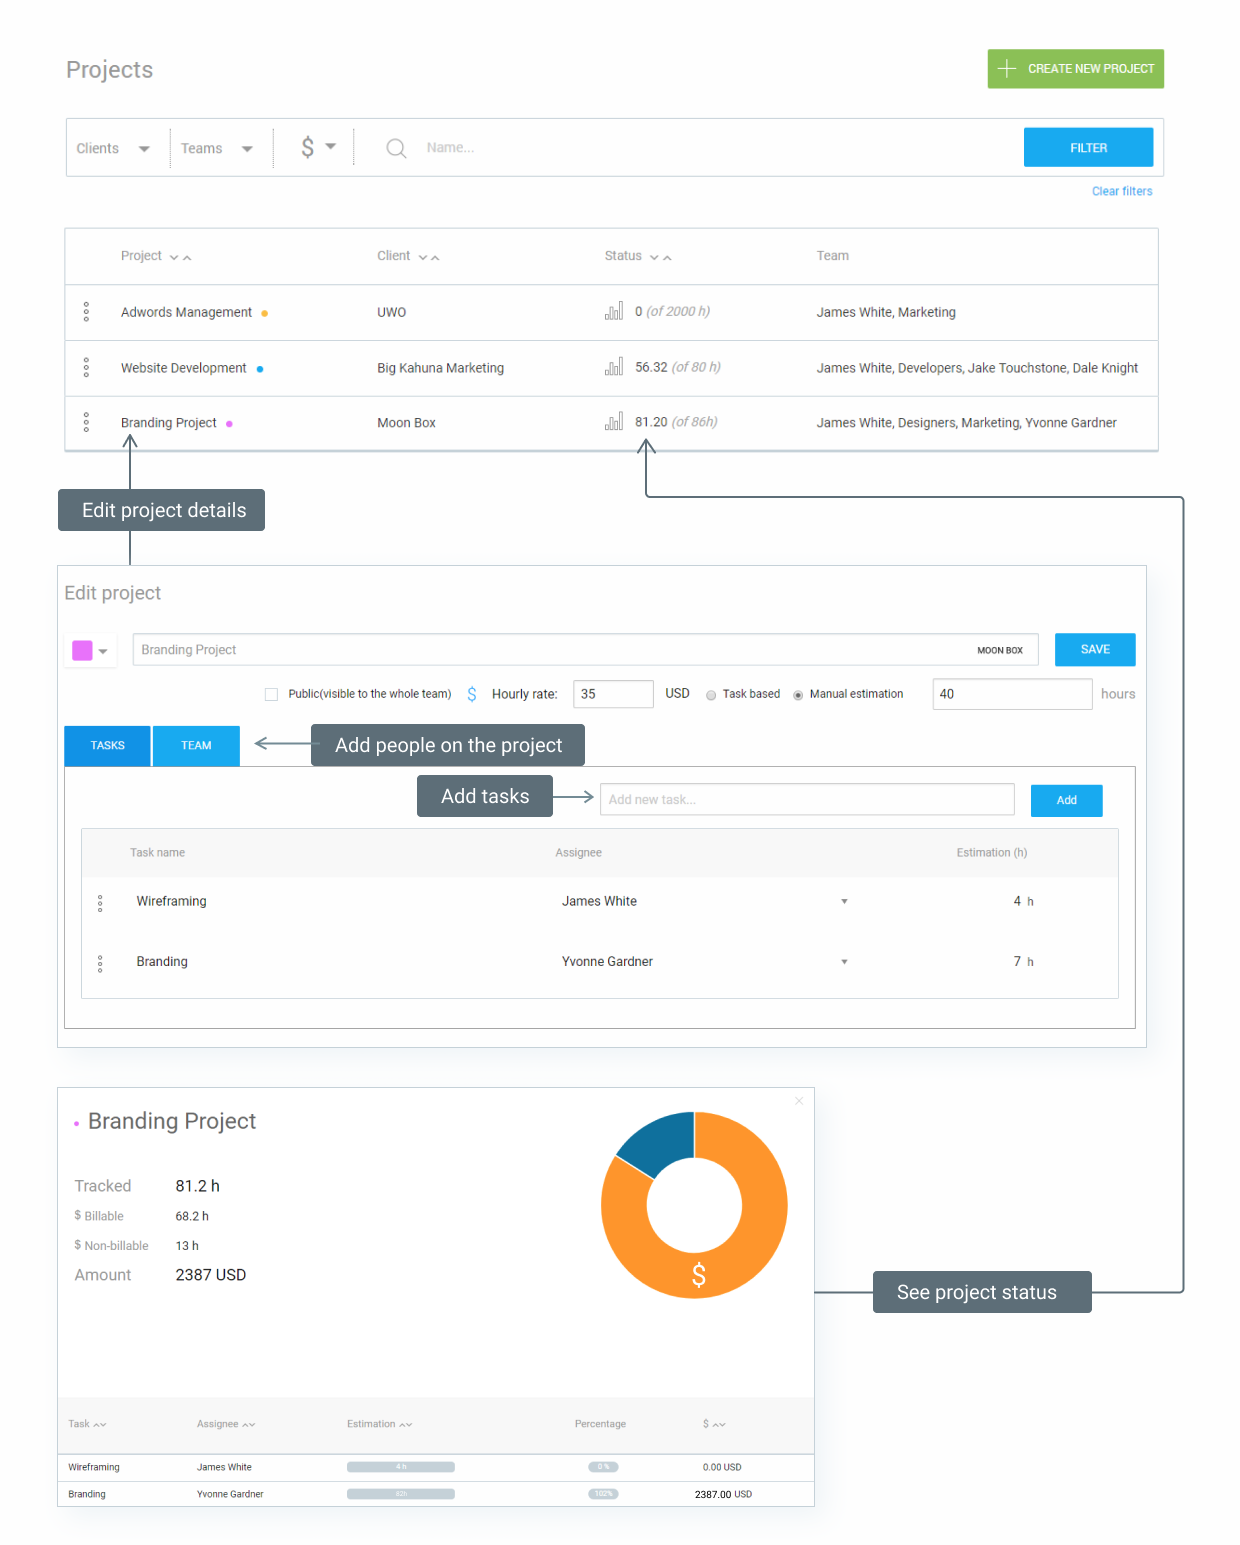 Projects
CREATE NEW PROJECT
Clients Teams $ Name... FILTER
Clear filters
Project Client Status Team
Adwords Management UWO 0 (of 2000 h) James White, Marketing
Website Development Big Kahuna Marketing 56.32 (of 80 h) James White, Developers, Jake Touchstone, Dale Knight
Branding Project Moon Box 81.20 (of 86h) James White, Designers, Marketing, Yvonne Gardner
Edit project details
Edit project
Branding Project MOON BOX SAVE
Public(visible to the whole team) $ Hourly rate: 35 USD Task based Manual estimation 40 hours
TASKS TEAM Add people on the project
Add tasks Add new task... Add
Task name Assignee Estimation (h)
Wireframing James White 4 h
Branding Yvonne Gardner 7 h
Branding Project
Tracked 81.2 h
$ Billable 68.2 h
$ Non-billable 13 h
Amount 2387 USD
$
See project status
Task Assignee Estimation Percentage $
Wireframing James White 4 h 0 % 0.00 USD
Branding Yvonne Gardner 102% 2387.00 USD